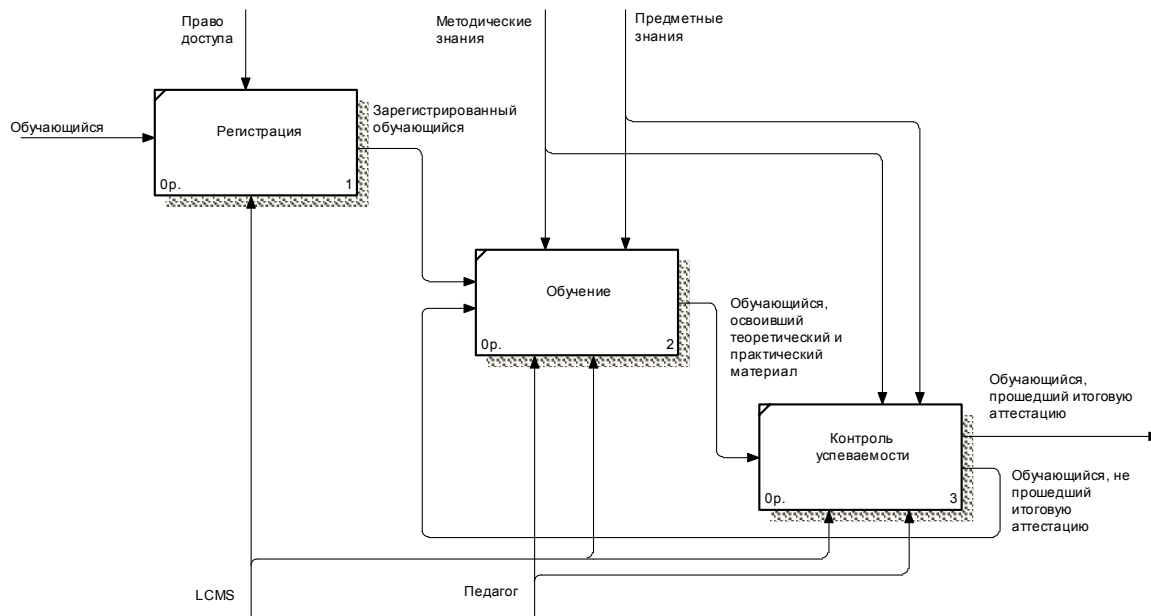 Право
доступа
Методические
знания
Предметные
знания
Обучающийся
Регистрация
0р.
1
Зарегистрированный
обучающийся
Обучение
0р.
2
Обучающийся,
освоивший
теоретический и
практический
материал
Контроль
успеваемости
0р.
3
Обучающийся,
прошедший итоговую
аттестацию
Обучающийся, не
прошедший
итоговую
аттестацию
LCMS
Педагог